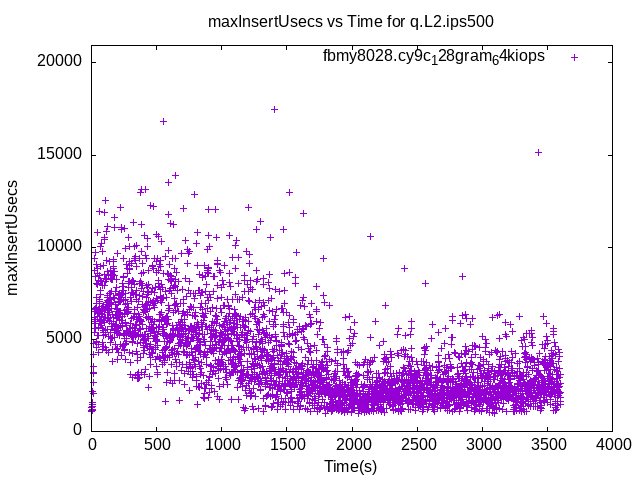 maxInsertUsecs vs Time for q.L2.ips500
fbmy8028.cy9c128gram64kiops
20000
15000
10000
5000
0
maxInsertUsecs
0 500 1000 1500 2000 2500 3000 3500 4000
Time(s)